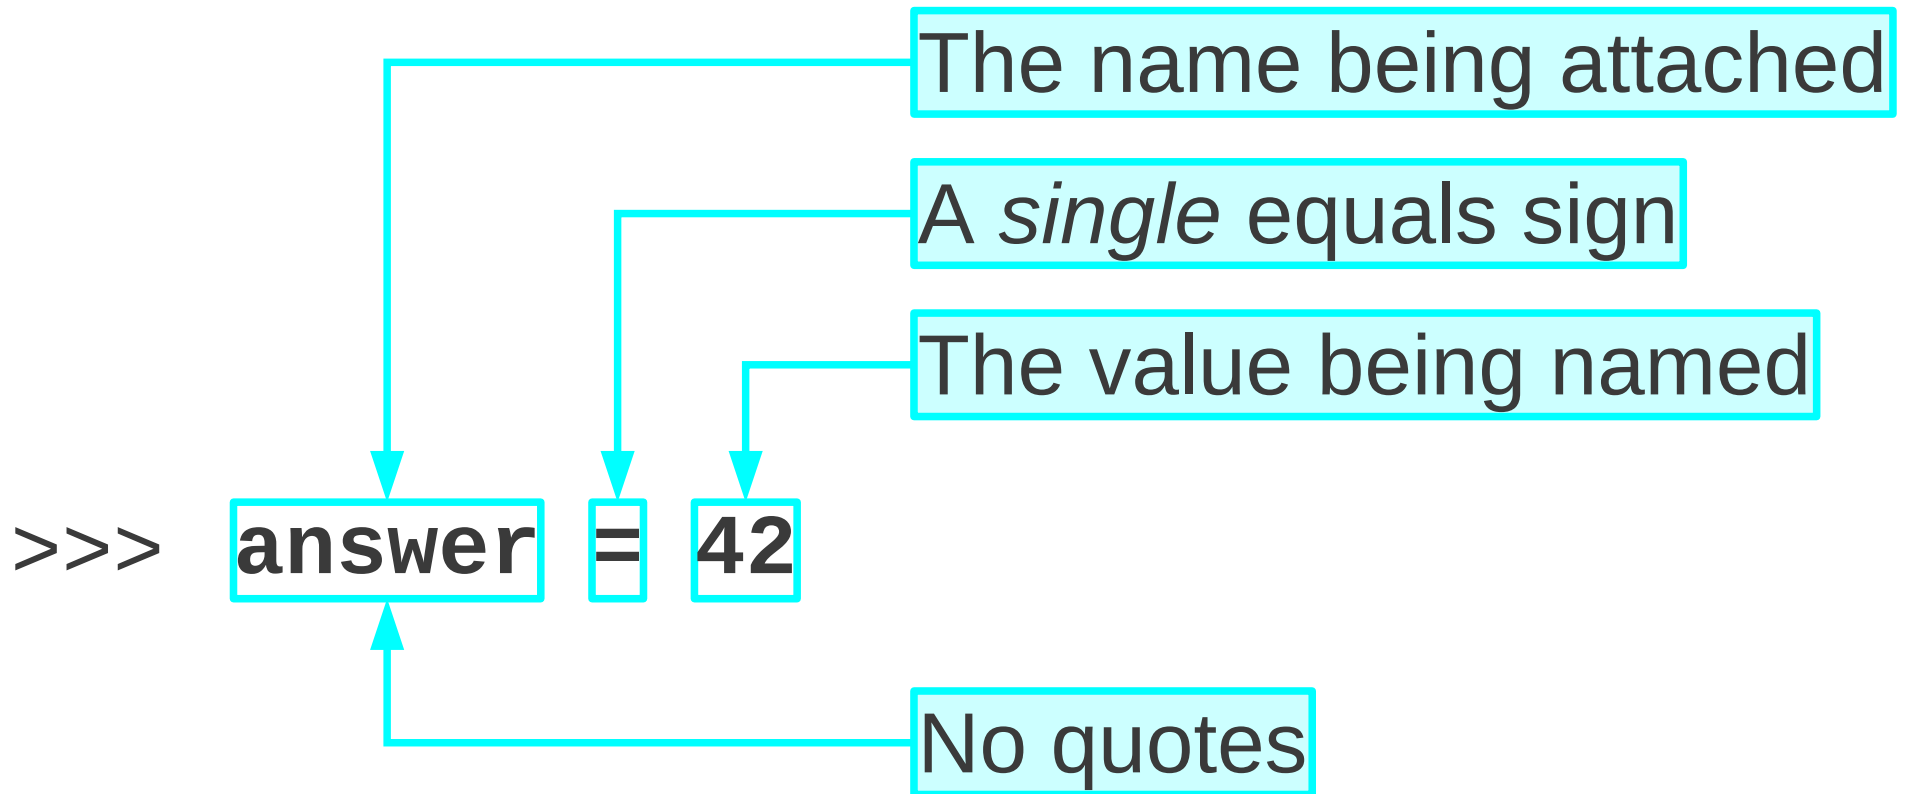 The name being attached
A single equals sign
The value being named
>>> answer = 42
No quotes